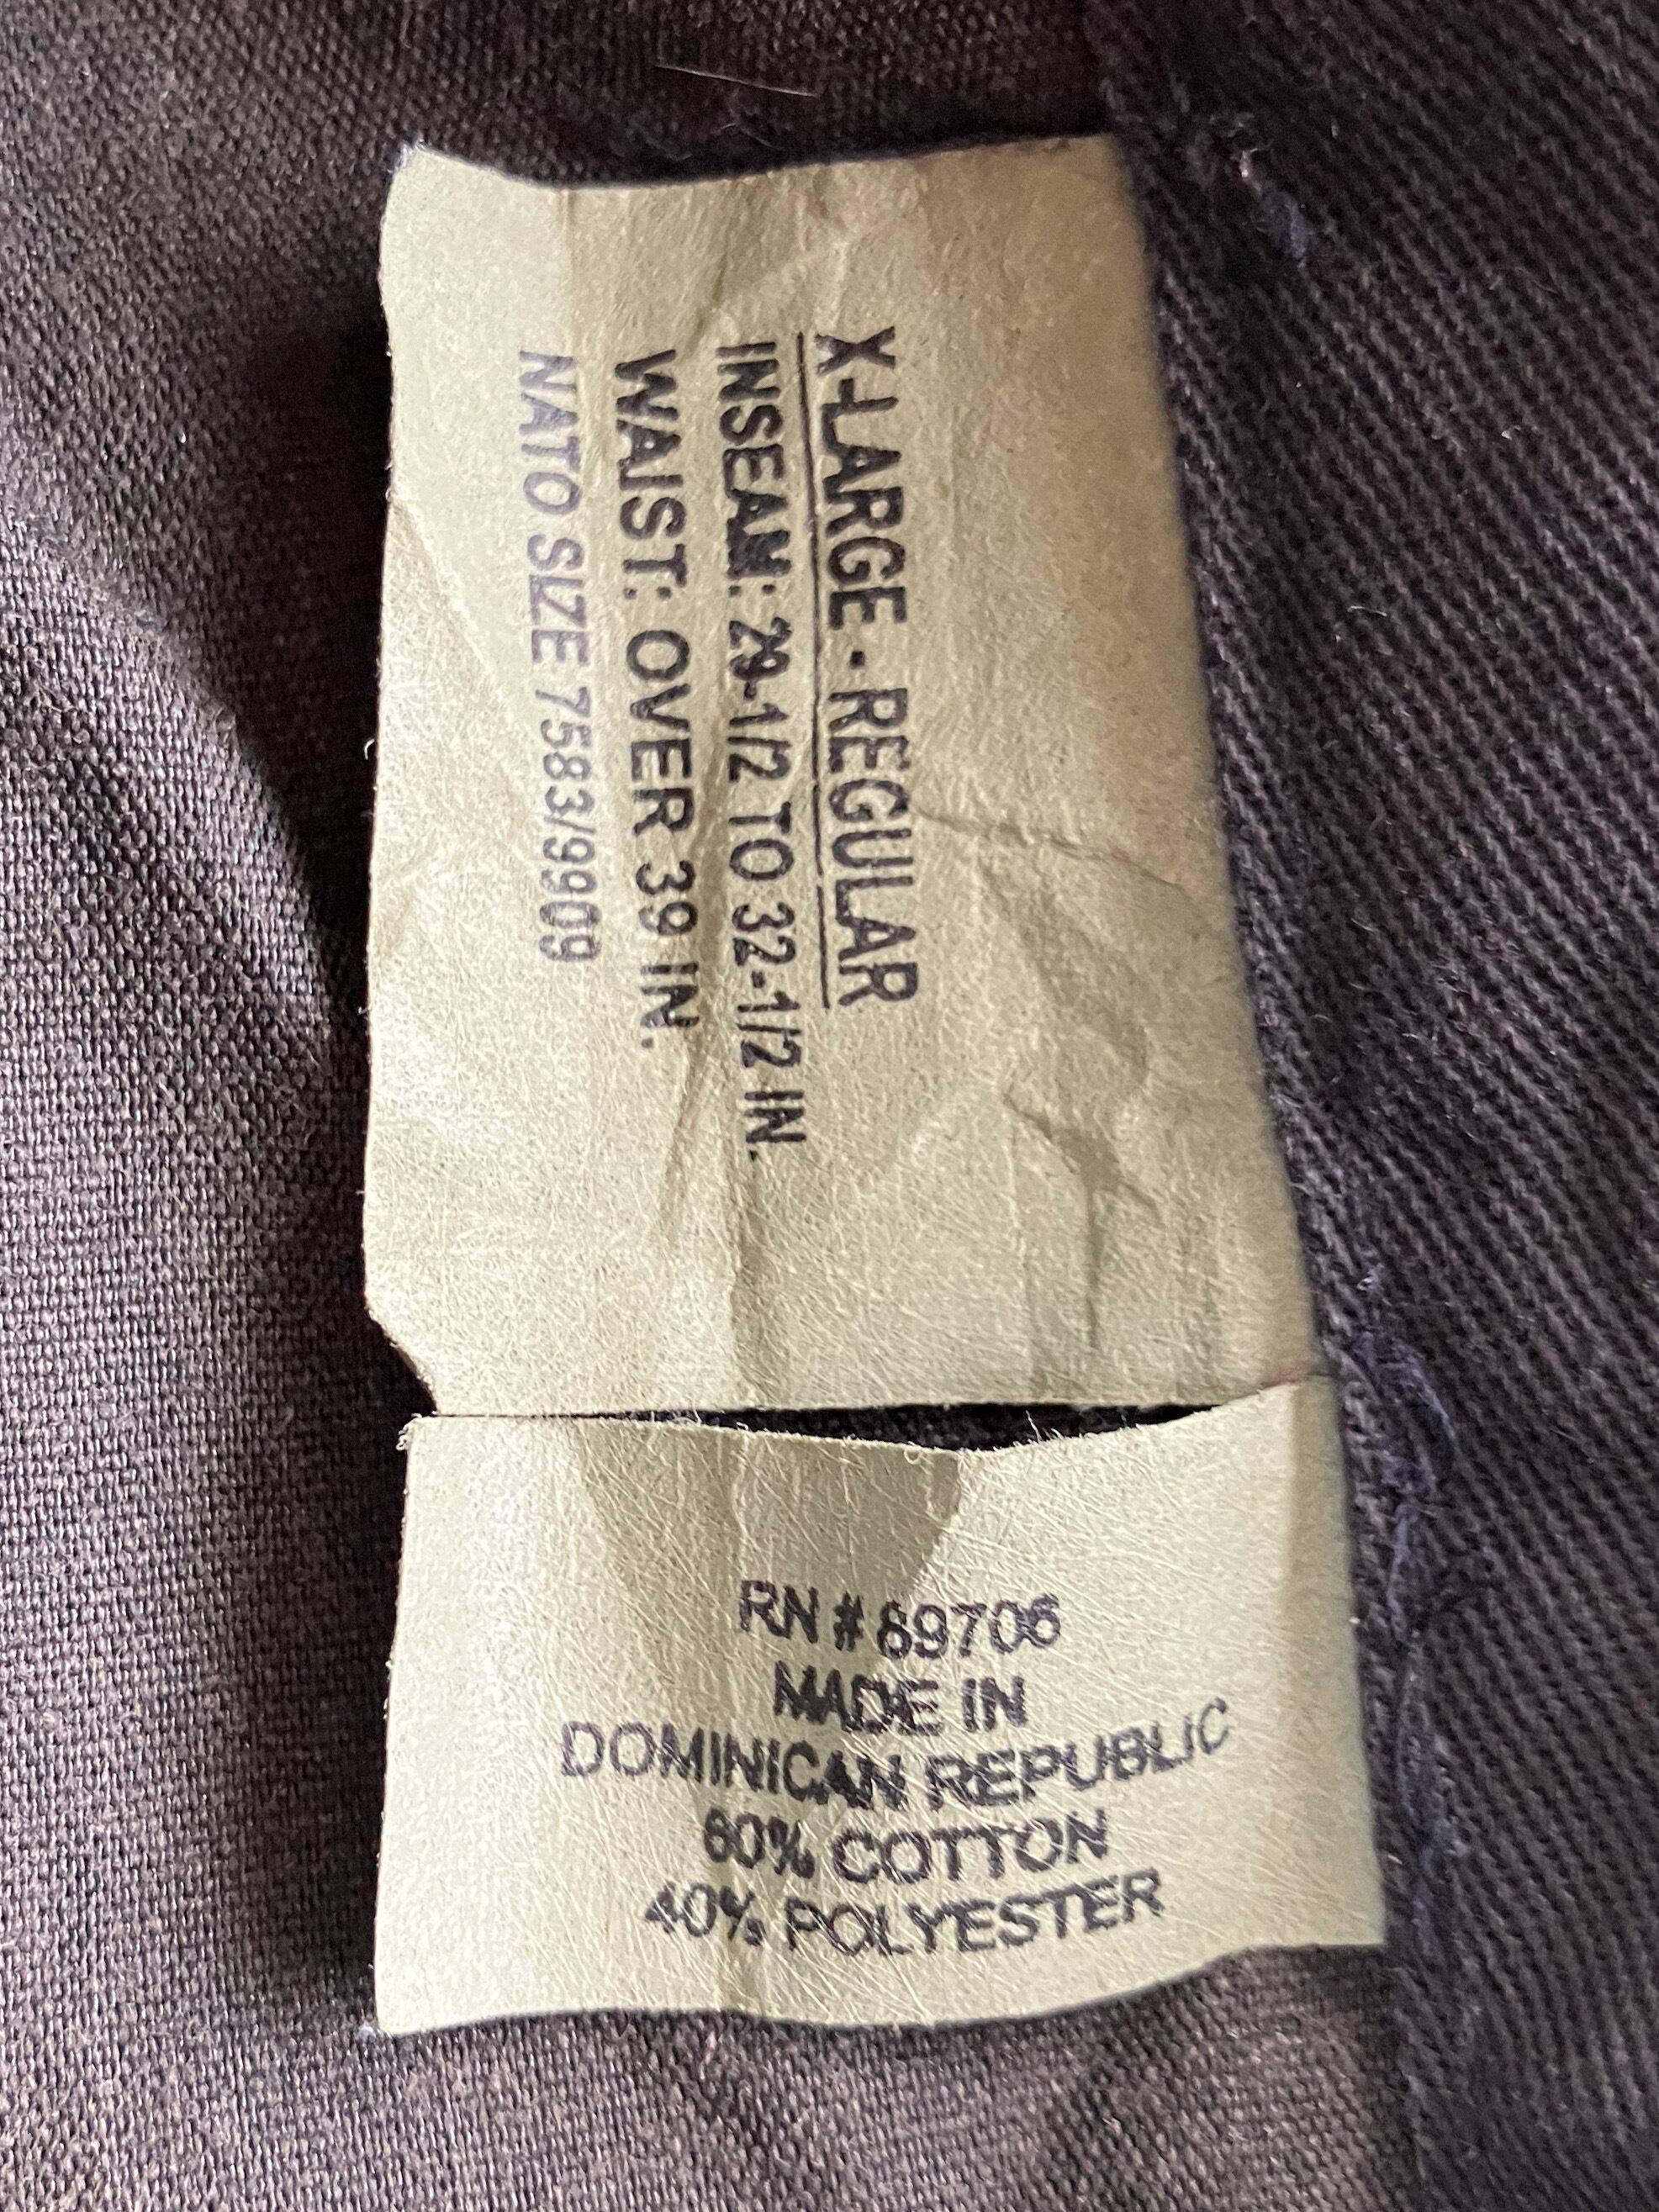 X-LARGE - REGULAR
INSEAM: 29-1/2 TO 32-1/2 IN.
WAIST: OVER 39 IN.
NATO SIZE 7583/9909
RN # 89706
MADE IN
DOMINICAN REPUBLIC
60% COTTON
40% POLYESTER